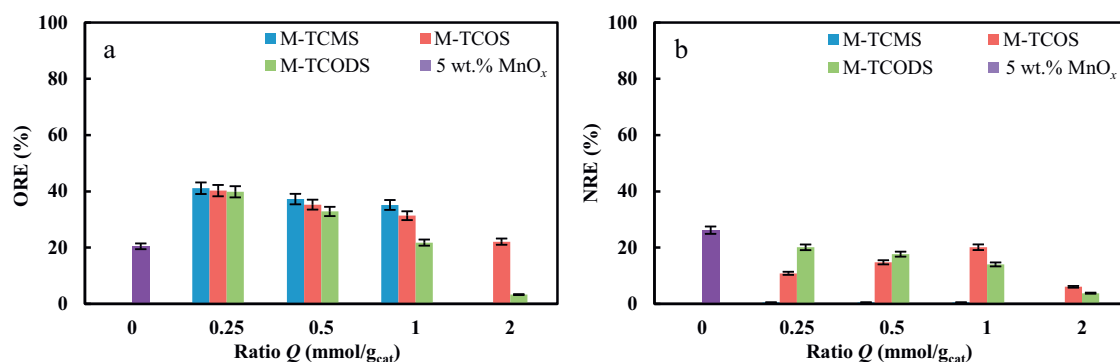 a
M-TCMS
M-TCOS
M-TCODS
5 wt.% MnOx
ORE (%)
100
80
60
40
20
0
0
0.25
0.5
1
2
Ratio Q (mmol/gcat)
b
M-TCMS
M-TCOS
M-TCODS
5 wt.% MnOx
NRE (%)
100
80
60
40
20
0
0
0.25
0.5
1
2
Ratio Q (mmol/gcat)